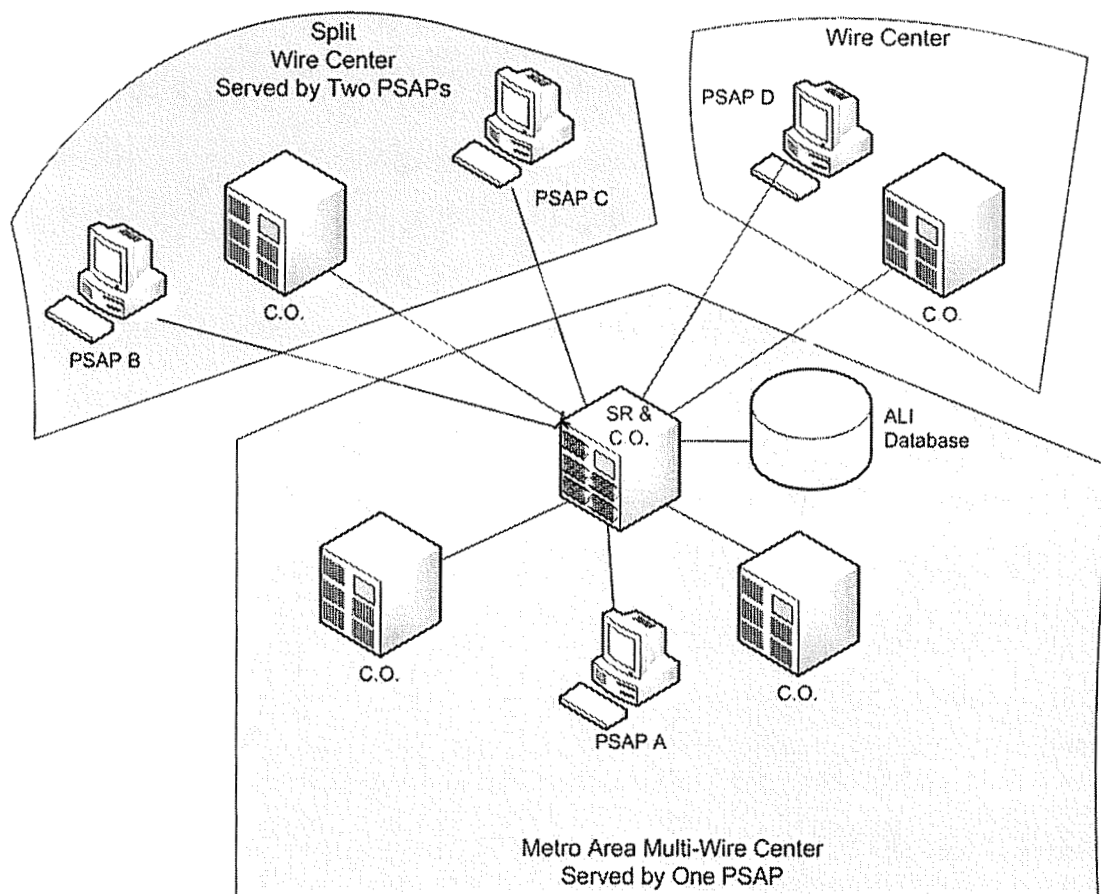 Split
Wire Center
Served by Two PSAPs
Wire Center
PSAP D
PSAP C
C.O.
C O.
PSAP B
SR &
C.O.
ALI
Database
C.O.
C.O.
PSAP A
Metro Area Multi-Wire Center
Served by One PSAP